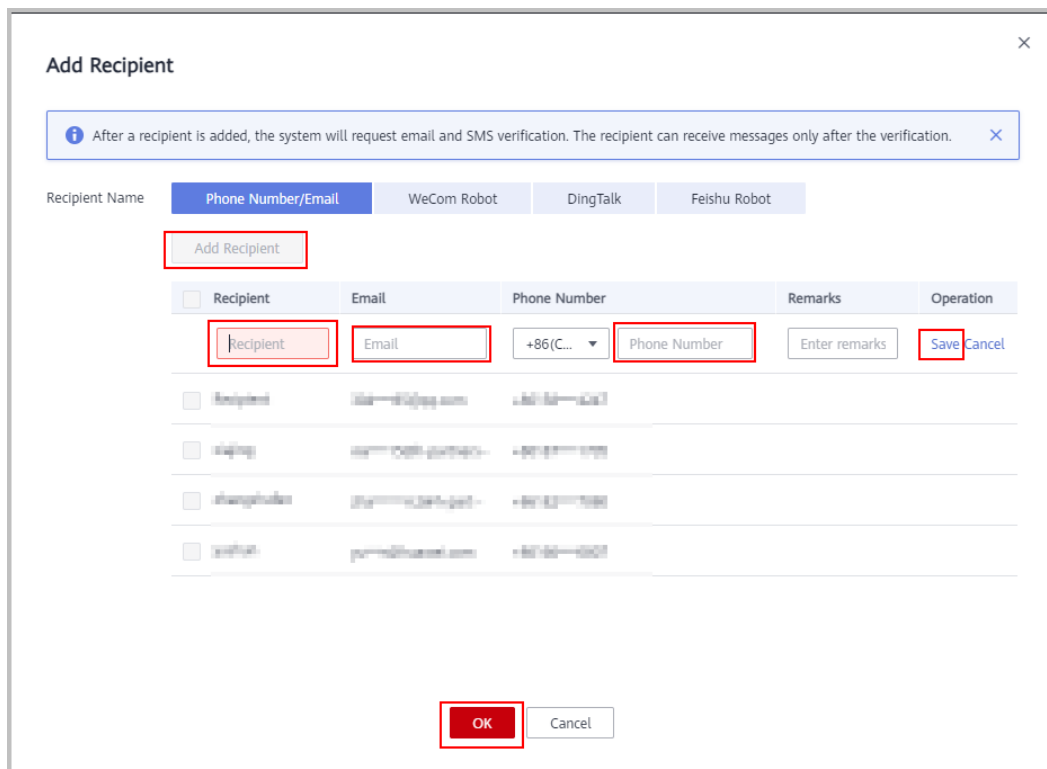 Add Recipient
After a recipient is added, the system will request email and SMS verification. The recipient can receive messages only after the verification.
Recipient Name Phone Number/Email WeCom Robot DingTalk Feishu Robot
Add Recipient
Recipient Email Phone Number Remarks Operation
Recipient Email +86(C... Phone Number Enter remarks Save Cancel
OK Cancel